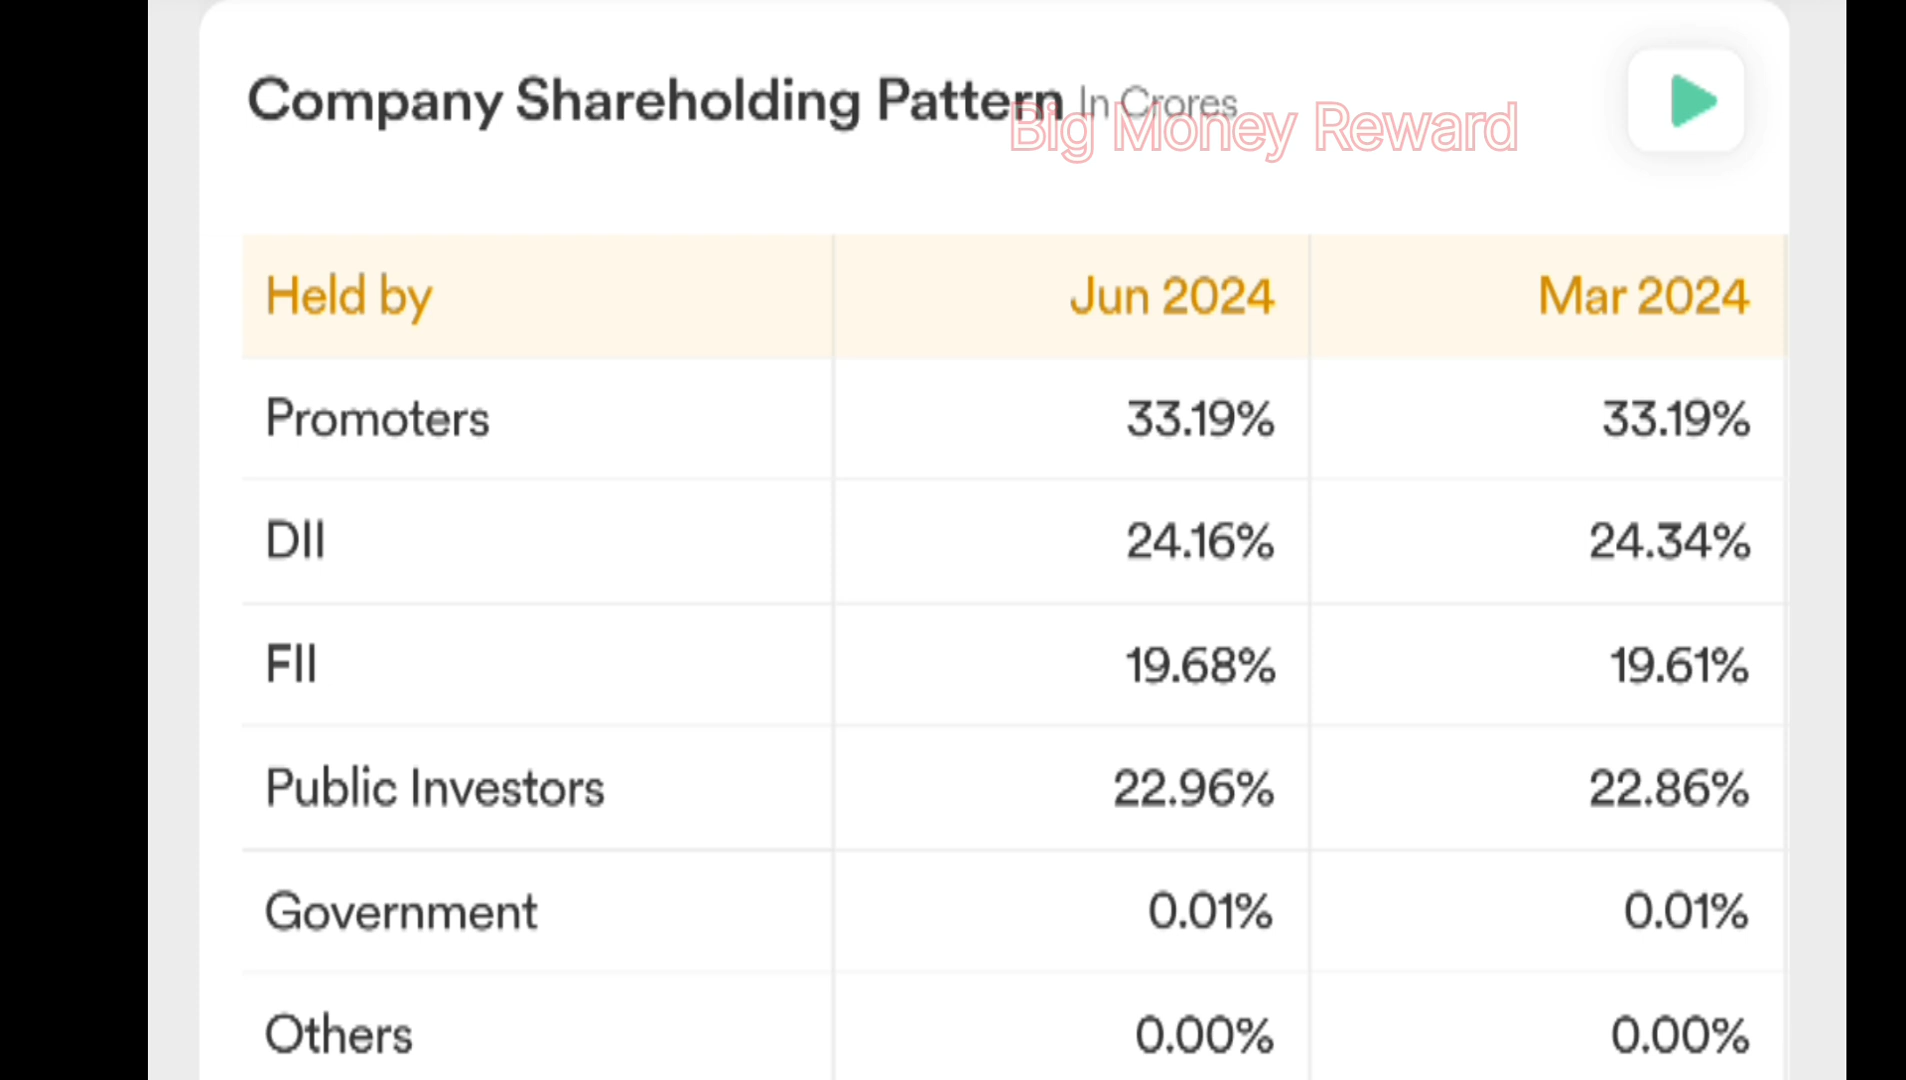 Company Shareholding Pattern In Crores
Big Money Reward
Held by Jun 2024 Mar 2024
Promoters 33.19% 33.19%
DII 24.16% 24.34%
FII 19.68% 19.61%
Public Investors 22.96% 22.86%
Government 0.01% 0.01%
Others 0.00% 0.00%